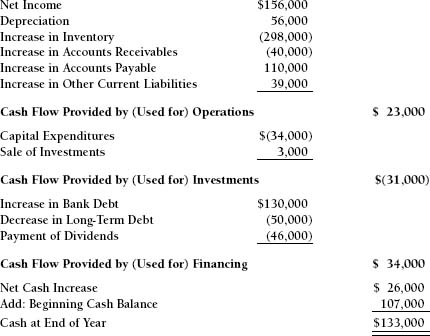 Net Income $156,000
Depreciation 56,000
Increase in Inventory (298,000)
Increase in Accounts Receivables (40,000)
Increase in Accounts Payable 110,000
Increase in Other Current Liabilities 39,000
Cash Flow Provided by (Used for) Operations $ 23,000
Capital Expenditures $(34,000)
Sale of Investments 3,000
Cash Flow Provided by (Used for) Investments $(31,000)
Increase in Bank Debt $130,000
Decrease in Long-Term Debt (50,000)
Payment of Dividends (46,000)
Cash Flow Provided by (Used for) Financing $ 34,000
Net Cash Increase $ 26,000
Add: Beginning Cash Balance 107,000
Cash at End of Year $133,000